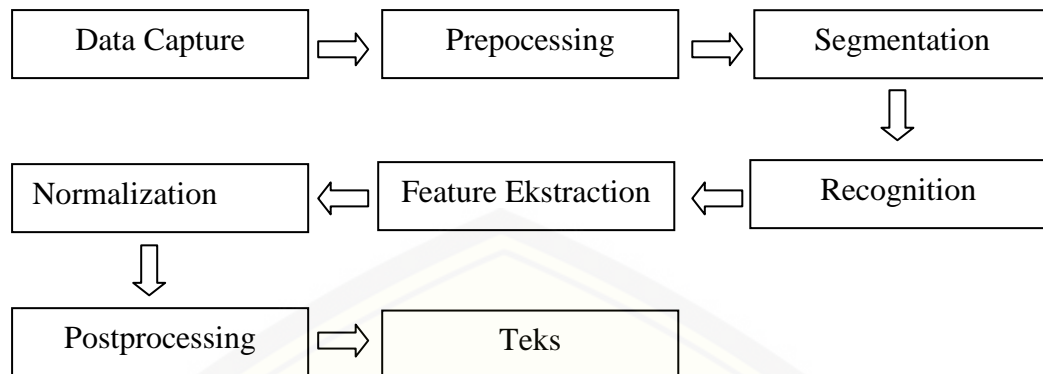 Data Capture
Prepocessing
Segmentation
Recognition
Feature Ekstraction
Normalization
Postprocessing
Teks